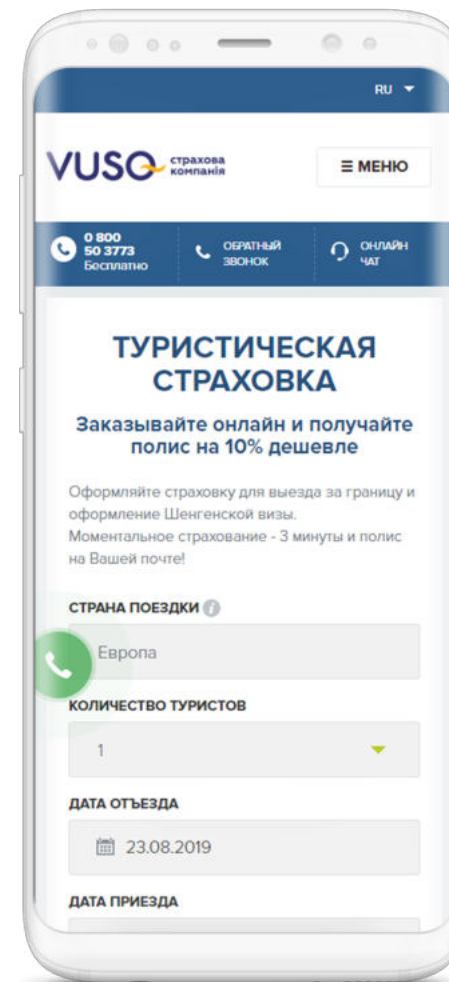 RU
VUSO страхова
компанія
☰ МЕНЮ
0 800
50 3773
Бесплатно
ОБРАТНЫЙ
ЗВОНОК
ОНЛАЙН
ЧАТ
ТУРИСТИЧЕСКАЯ
СТРАХОВКА
Заказывайте онлайн и получайте
полис на 10% дешевле
Оформляйте страховку для выезда за границу и
оформление Шенгенской визы.
Моментальное страхование - 3 минуты и полис
на Вашей почте!
СТРАНА ПОЕЗДКИ i
Европа
КОЛИЧЕСТВО ТУРИСТОВ
1
ДАТА ОТЪЕЗДА
23.08.2019
ДАТА ПРИЕЗДА